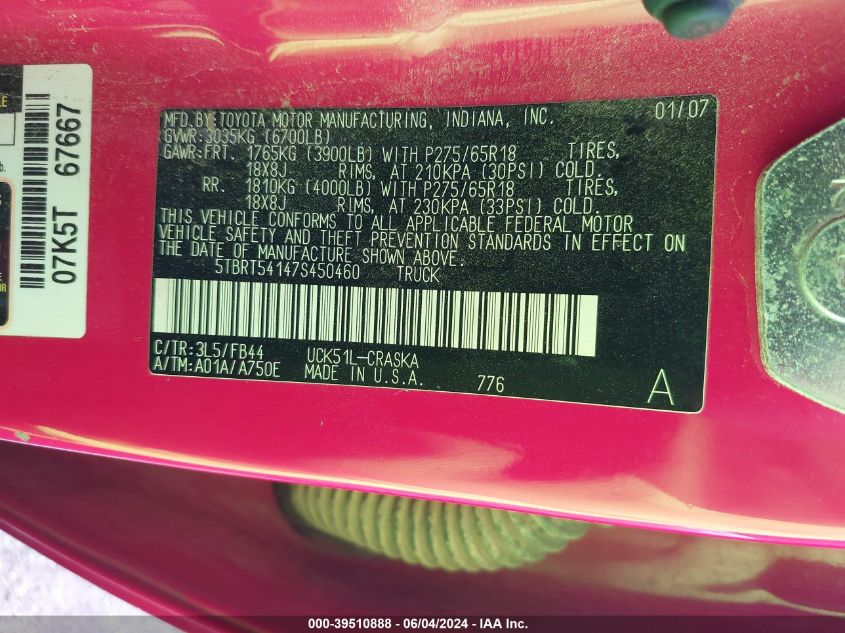 LE
b.
S
OUR
07K5T 67667
MFD. BY TOYOTA MOTOR MANUFACTURING, INDIANA, INC. 01/07
GVWR: 3035KG (6700LB)
GAWR: FRT. 1765KG (3900LB) WITH P275/65R18 TIRES,
18X8J RIMS, AT 210KPA (30PSI) COLD.
RR. 1810KG (4000LB) WITH P275/65R18 TIRES,
18X8J RIMS, AT 230KPA (33PSI) COLD.
THIS VEHICLE CONFORMS TO ALL APPLICABLE FEDERAL MOTOR
VEHICLE SAFETY AND THEFT PREVENTION STANDARDS IN EFFECT ON
THE DATE OF MANUFACTURE SHOWN ABOVE.
5TBRT54147S450460 TRUCK
C/TR: 3L5/FB44 UCK51L-CRASKA
A/TM: A01A/A750E MADE IN U.S.A. 776 A
000-39510888 - 06/04/2024 - IAA Inc.